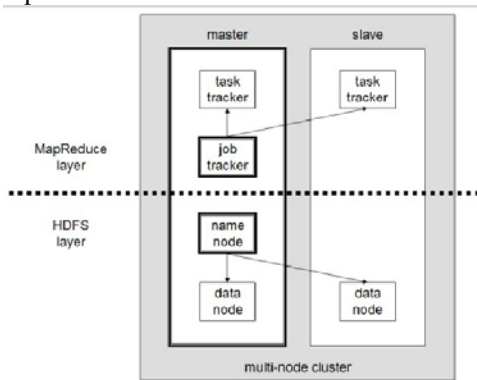 master
slave
task
tracker
task
tracker
MapReduce
layer
job
tracker
HDFS
layer
name
node
data
node
data
node
multi-node cluster